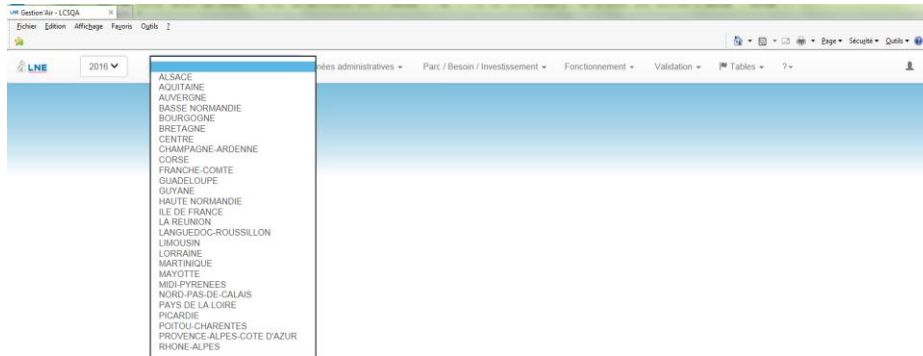 Gestion'Air - LCSQA
Fichier Edition Affichage Favoris Outils ?
Page Sécurité Outils
LNE 2016 nées administratives Parc / Besoin / Investissement Fonctionnement Validation Tables ?
ALSACE
AQUITAINE
AUVERGNE
BASSE NORMANDIE
BOURGOGNE
BRETAGNE
CENTRE
CHAMPAGNE-ARDENNE
CORSE
FRANCHE-COMTE
GUADELOUPE
GUYANE
HAUTE NORMANDIE
ILE DE FRANCE
LA REUNION
LANGUEDOC-ROUSSILLON
LIMOUSIN
LORRAINE
MARTINIQUE
MAYOTTE
MIDI-PYRENEES
NORD-PAS-DE-CALAIS
PAYS DE LA LOIRE
PICARDIE
POITOU-CHARENTES
PROVENCE-ALPES-COTE D'AZUR
RHONE-ALPES